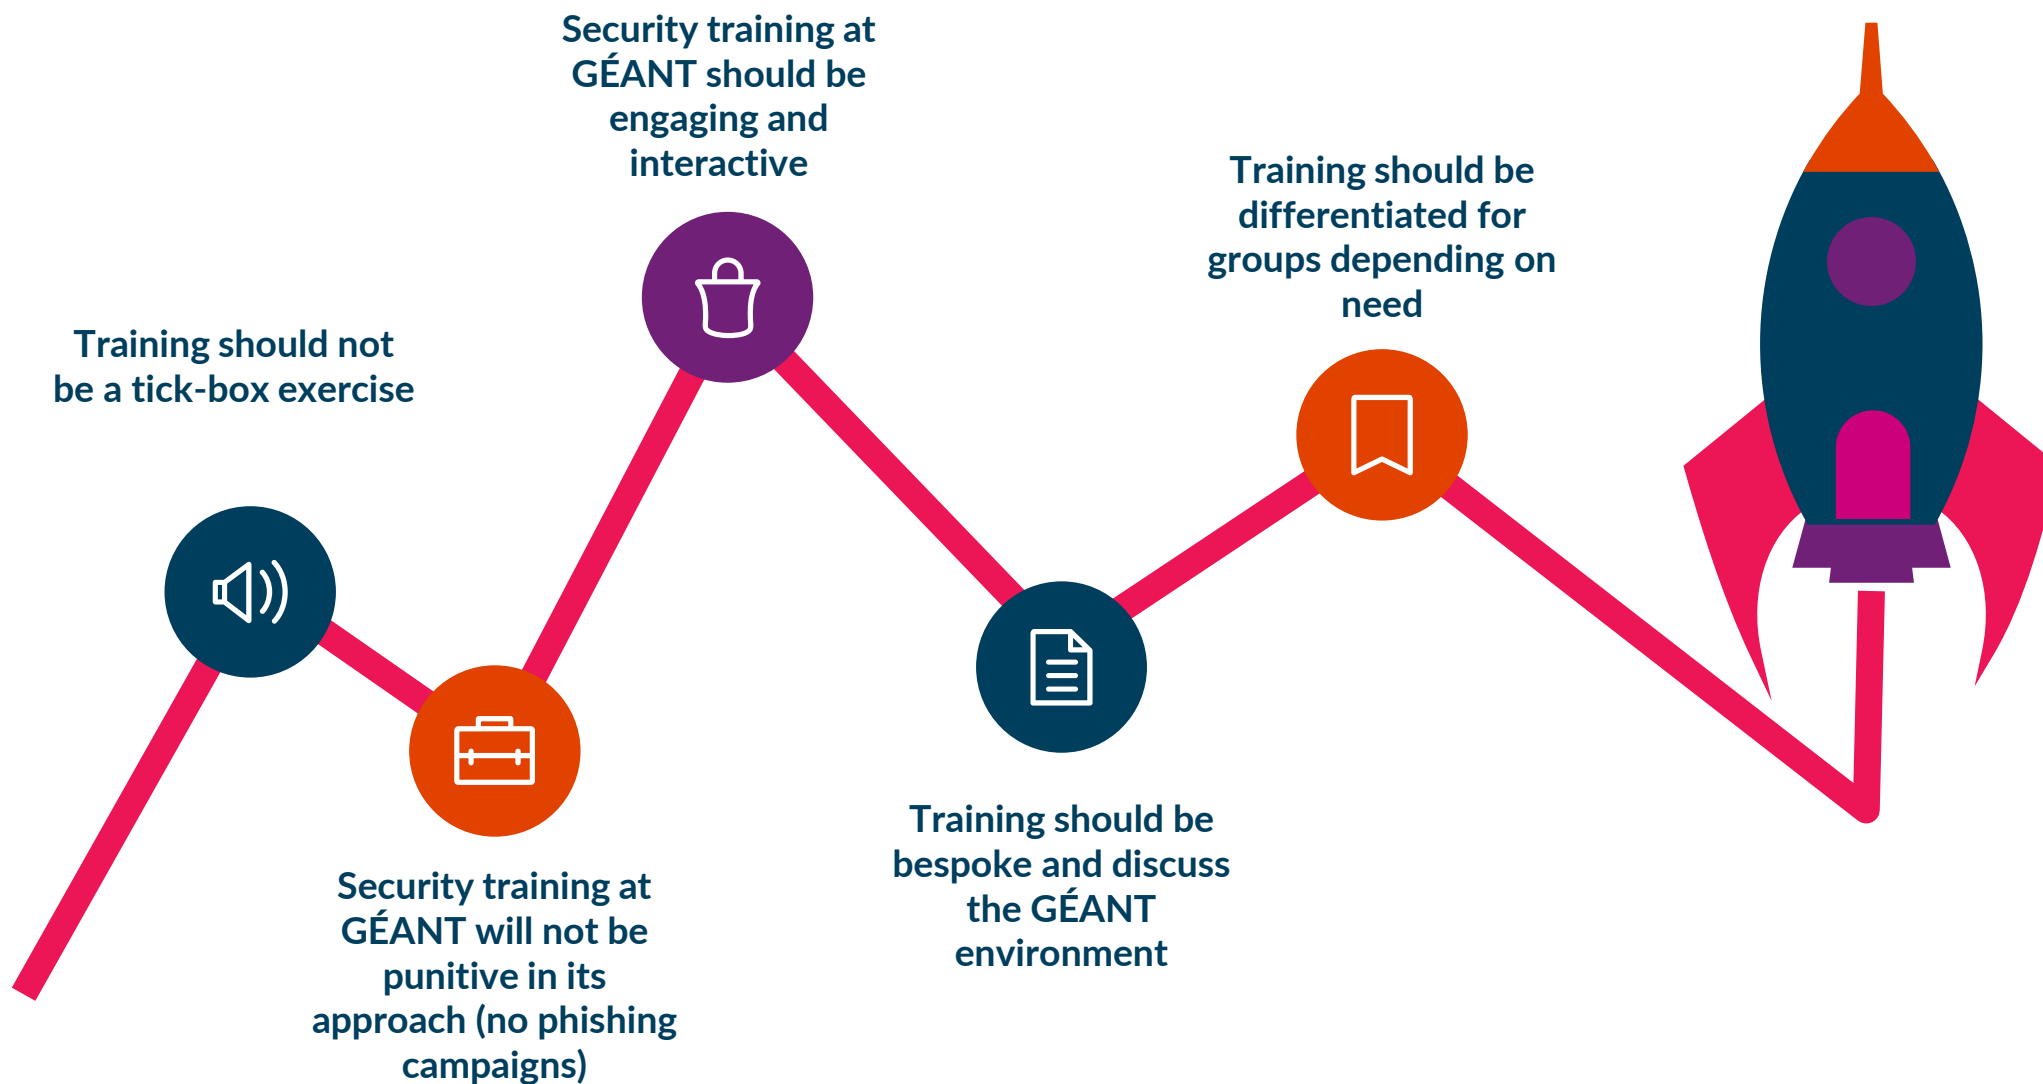 Training should not
be a tick-box exercise
Security training at
GÉANT will not be
punitive in its
approach (no phishing
campaigns)
Security training at
GÉANT should be
engaging and
interactive
Training should be
bespoke and discuss
the GÉANT
environment
Training should be
differentiated for
groups depending on
need